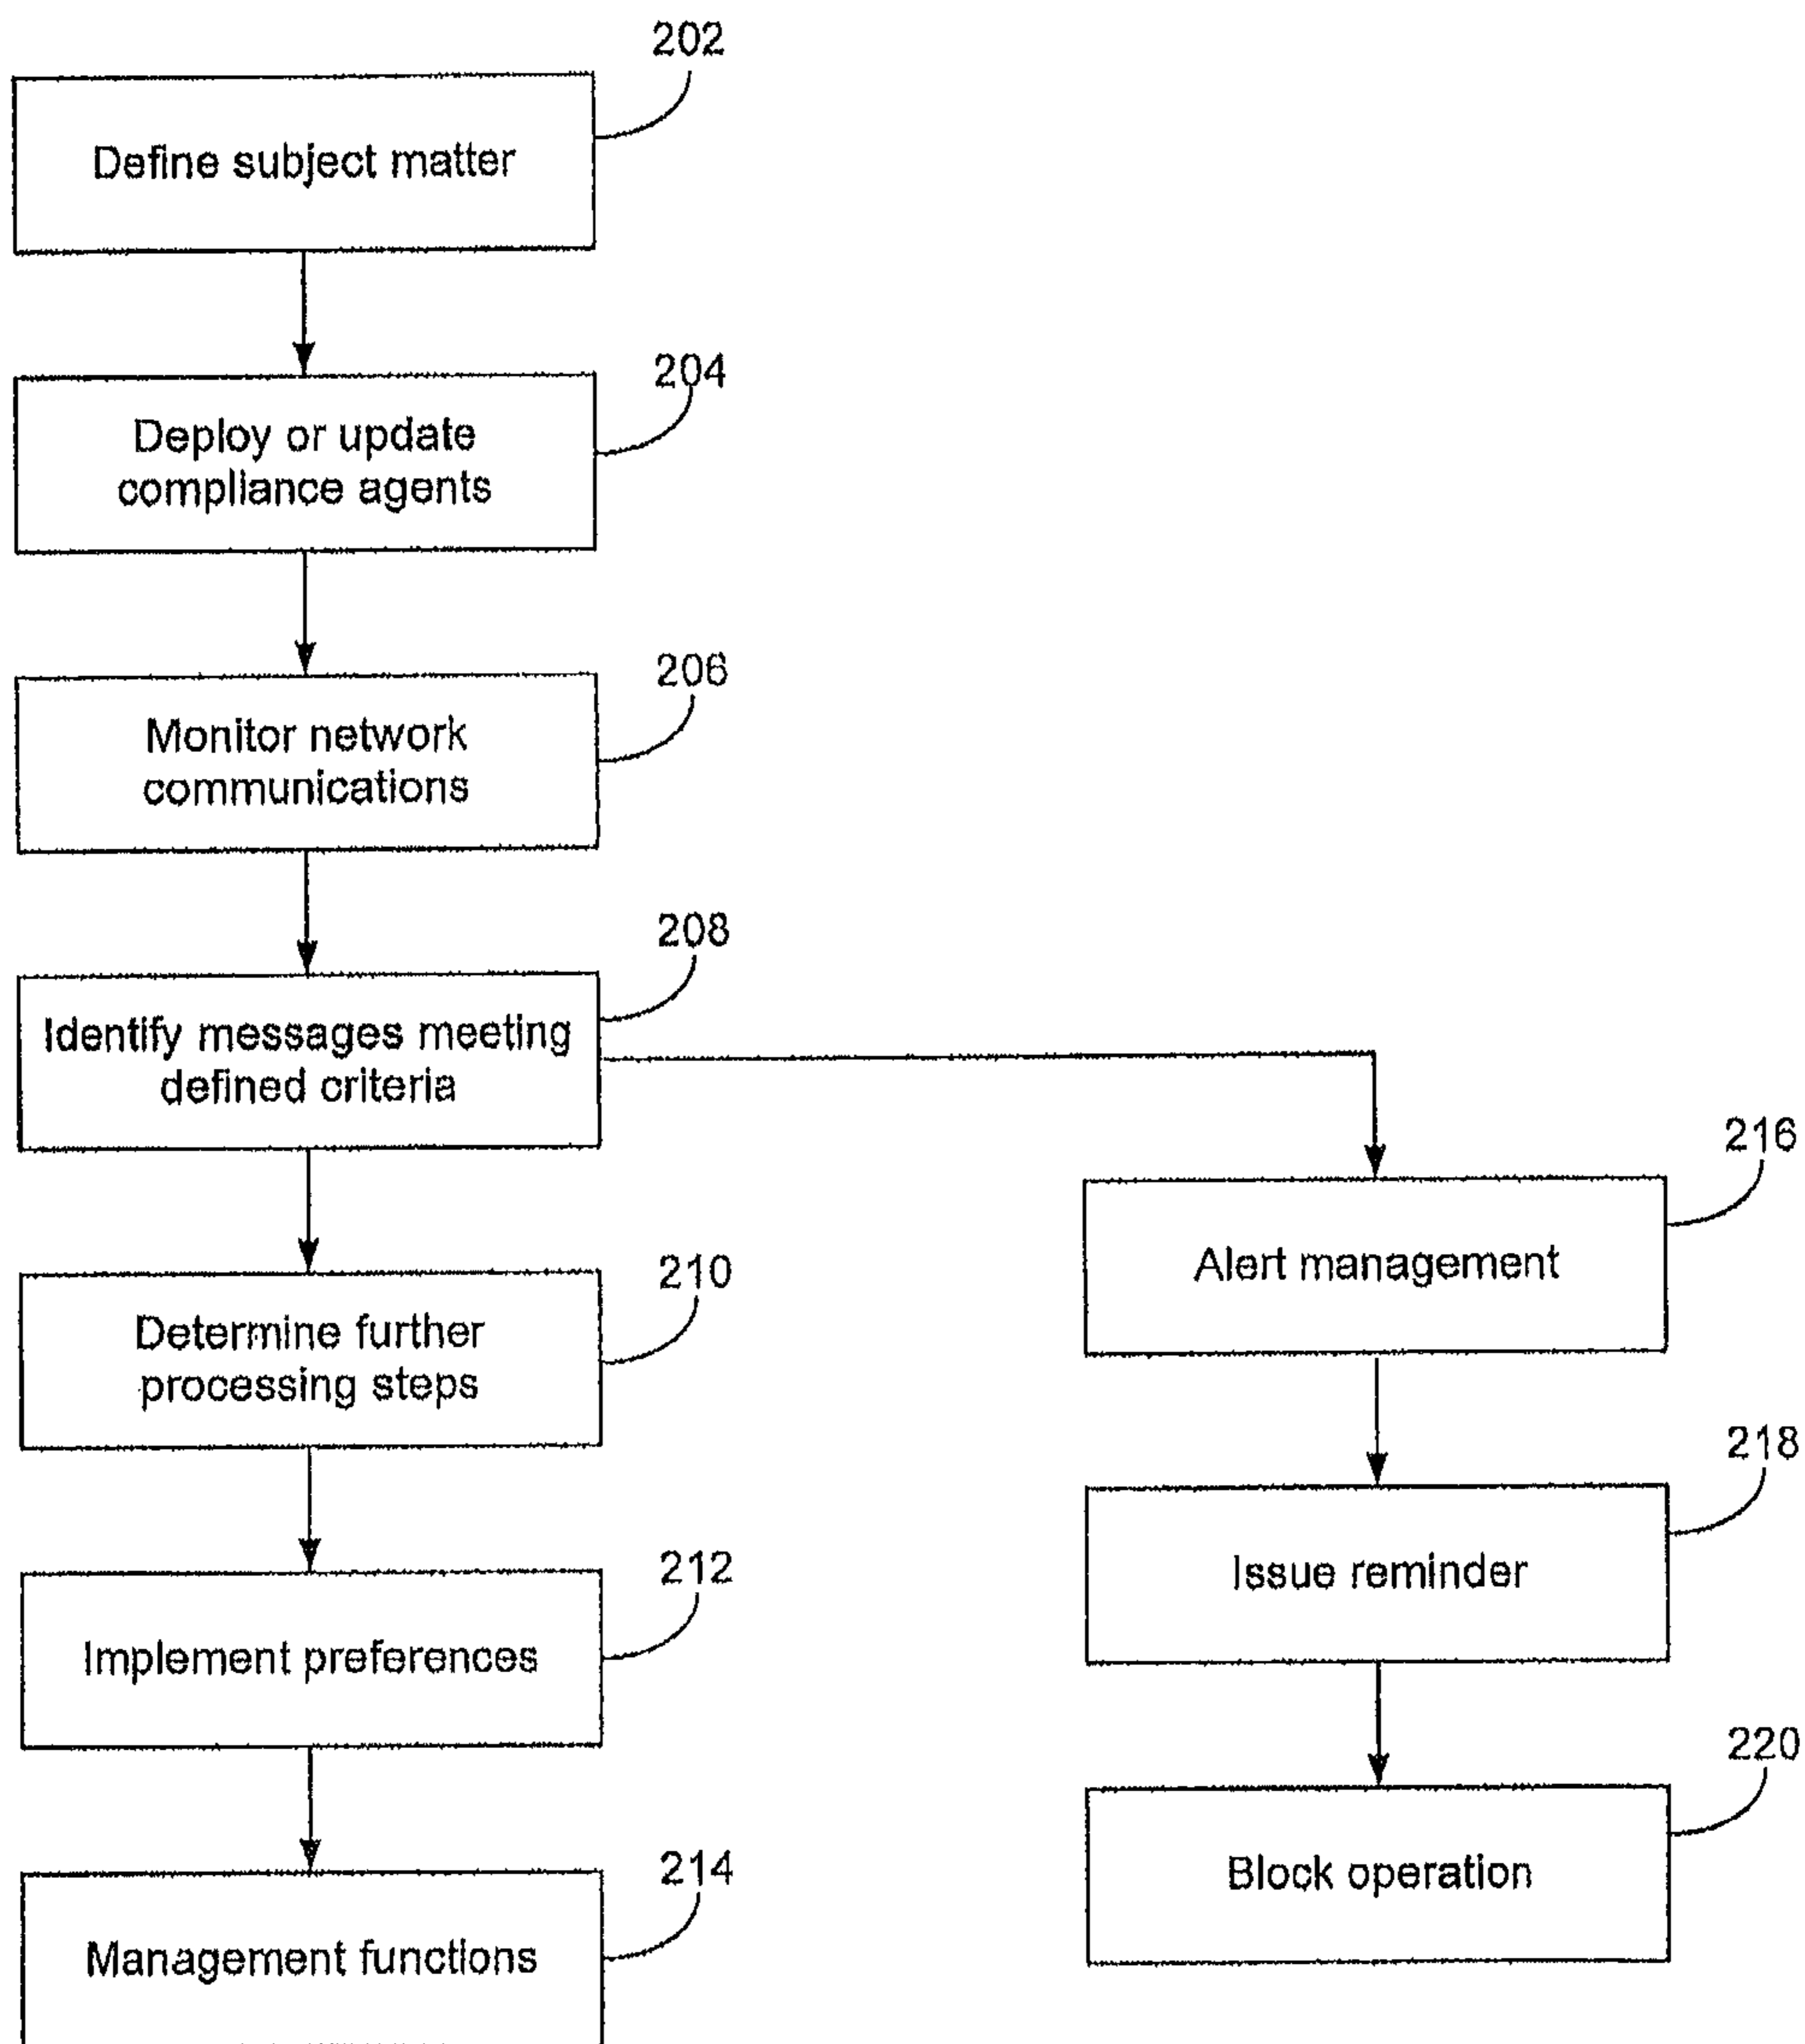 202
Define subject matter
204
Deploy or update
compliance agents
206
Monitor network
communications
208
Identify messages meeting
defined criteria
210
Determine further
processing steps
212
Implement preferences
214
Management functions
216
Alert management
218
Issue reminder
220
Block operation